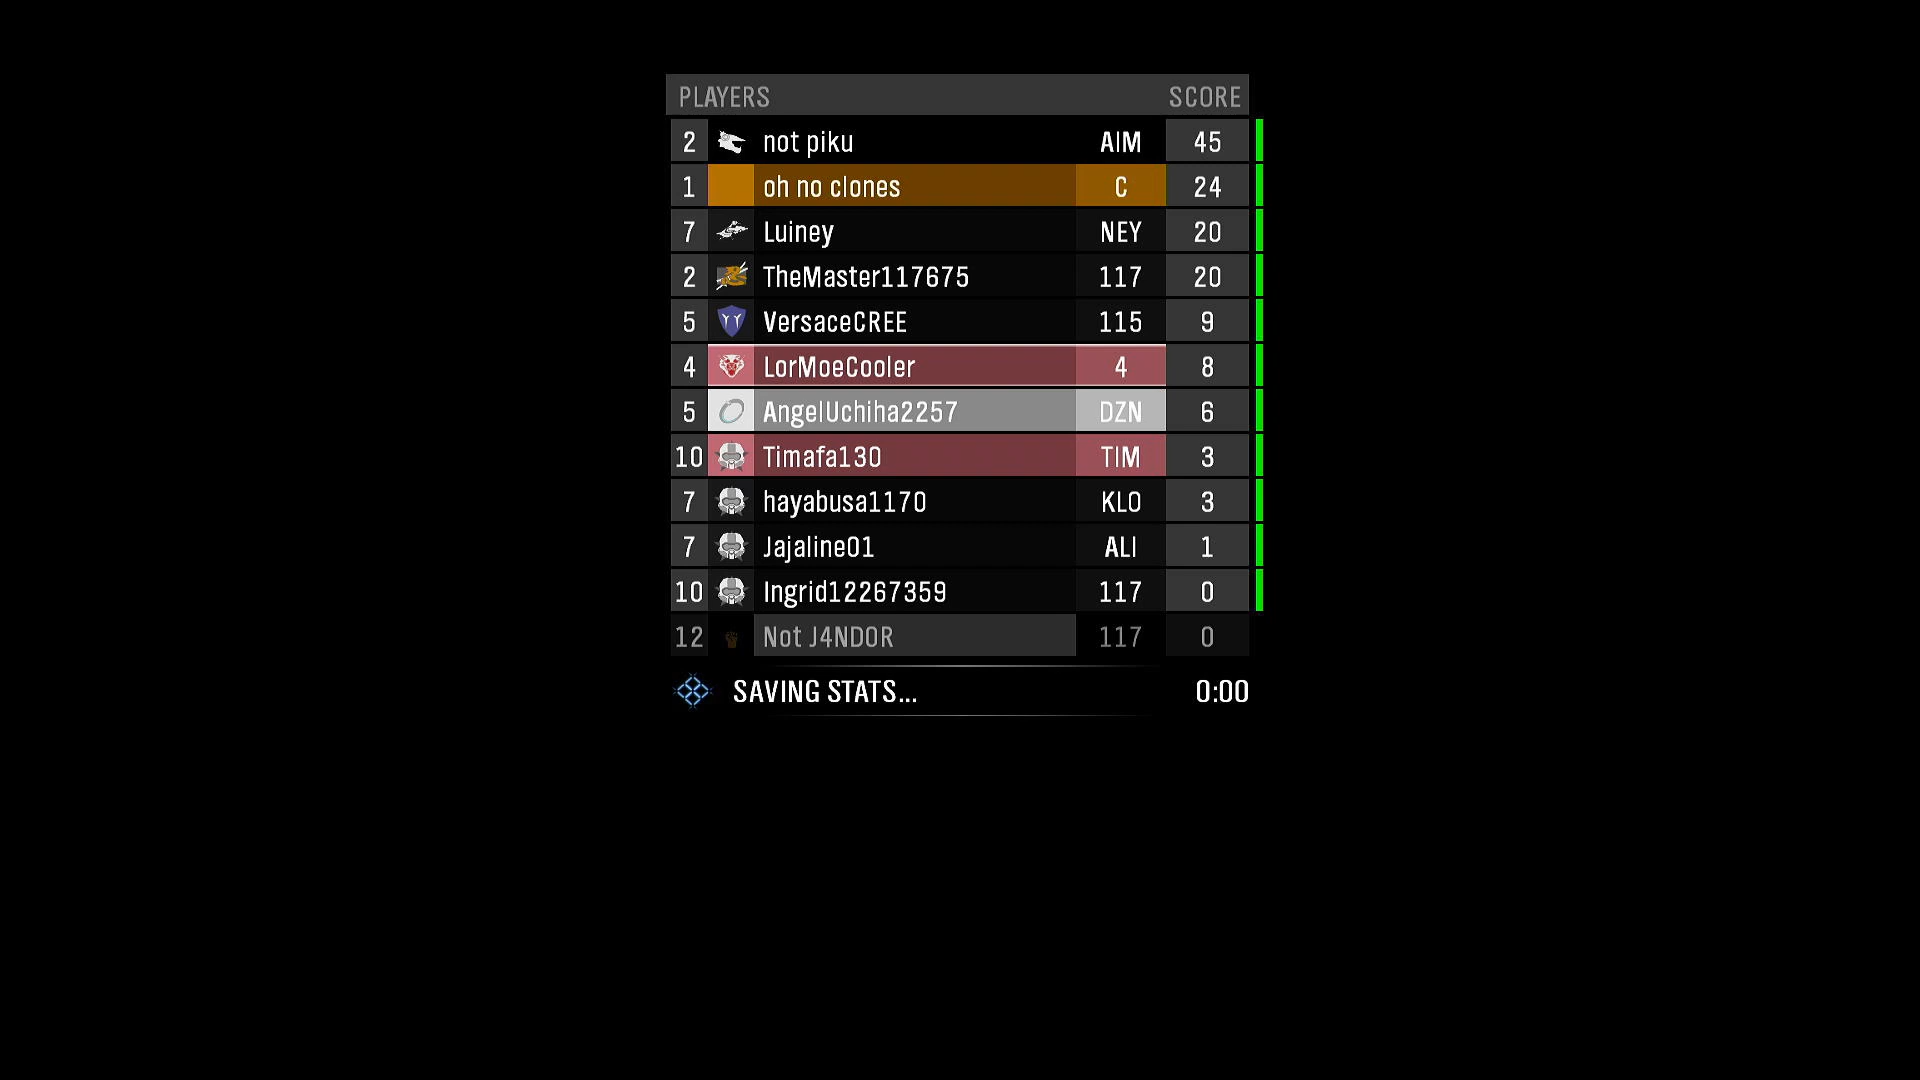 PLAYERS SCORE
2 not piku AIM 45
1 oh no clones C 24
7 Luiney NEY 20
2 TheMaster117675 117 20
5 VersaceCREE 115 9
4 LorMoeCooler 4 8
5 AngelUchiha2257 DZN 6
10 Timafa130 TIM 3
7 hayabusa1170 KLO 3
7 Jajaline01 ALI 1
10 Ingrid12267359 117 0
12 Not J4NDOR 117 0
SAVING STATS... 0:00